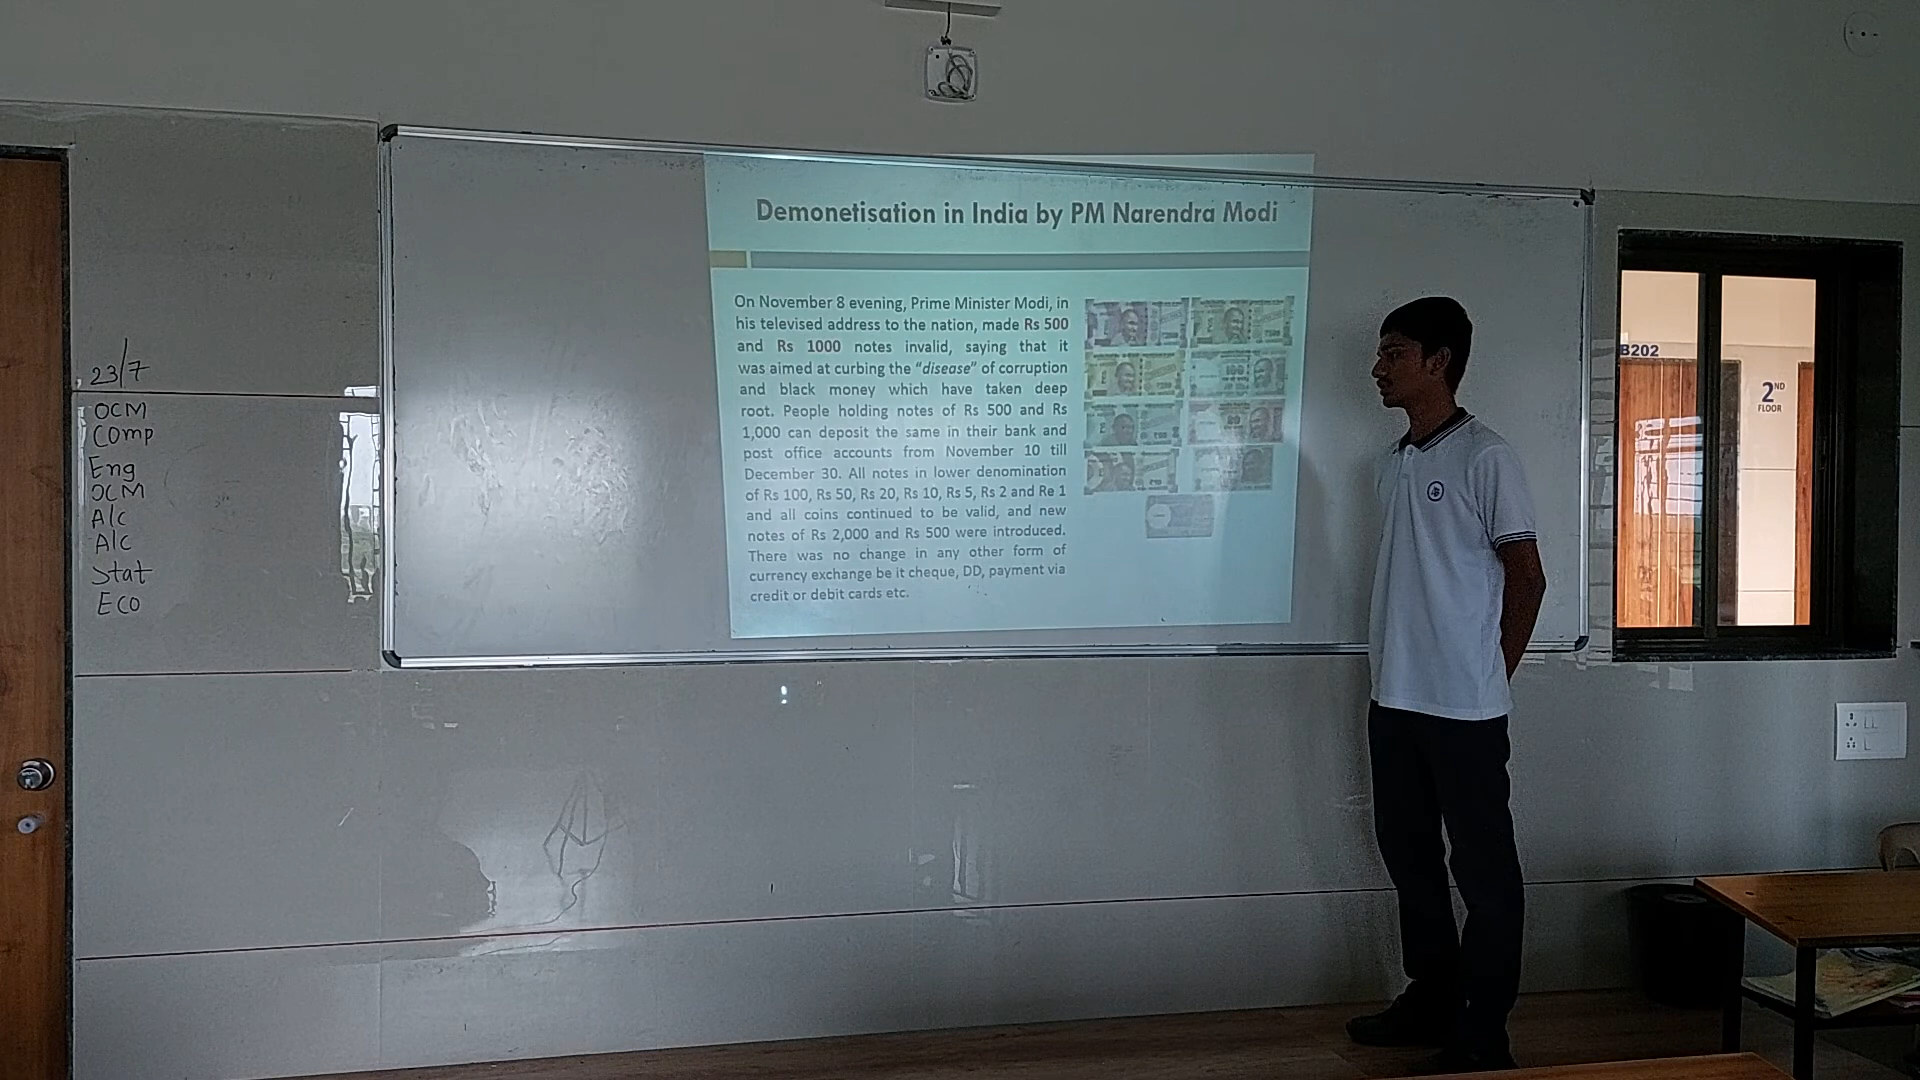 23/7
OCM
Comp
Eng
OCM
A/c
A/c
Stat
Eco
Demonetisation in India by PM Narendra Modi
On November 8 evening, Prime Minister Modi, in
his televised address to the nation, made Rs 500
and Rs 1000 notes invalid, saying that it
was aimed at curbing the "disease" of corruption
and black money which have taken deep
root. People holding notes of Rs 500 and Rs
1,000 can deposit the same in their bank and
post office accounts from November 10 till
December 30. All notes in lower denomination
of Rs 100, Rs 50, Rs 20, Rs 10, Rs 5, Rs 2 and Re 1
and all coins continued to be valid, and new
notes of Rs 2,000 and Rs 500 were introduced.
There was no change in any other form of
currency exchange be it cheque, DD, payment via
credit or debit cards etc.
B202
2ND
FLOOR